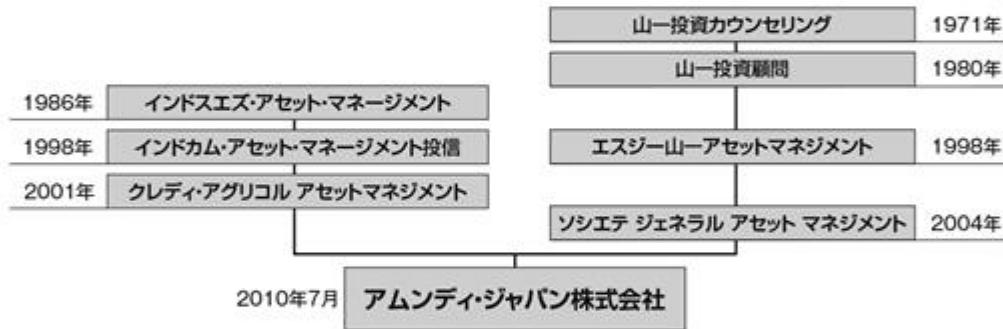 山一投資カウンセリング 1971年
山一投資顧問 1980年
1986年 インドスエズ・アセット・マネージメント
1998年 インドカム・アセット・マネージメント投信
エスジー山一アセットマネジメント 1998年
2001年 クレディ・アグリコル アセットマネジメント
ソシエテ ジェネラル アセット マネジメント 2004年
2010年7月 アムンディ・ジャパン株式会社